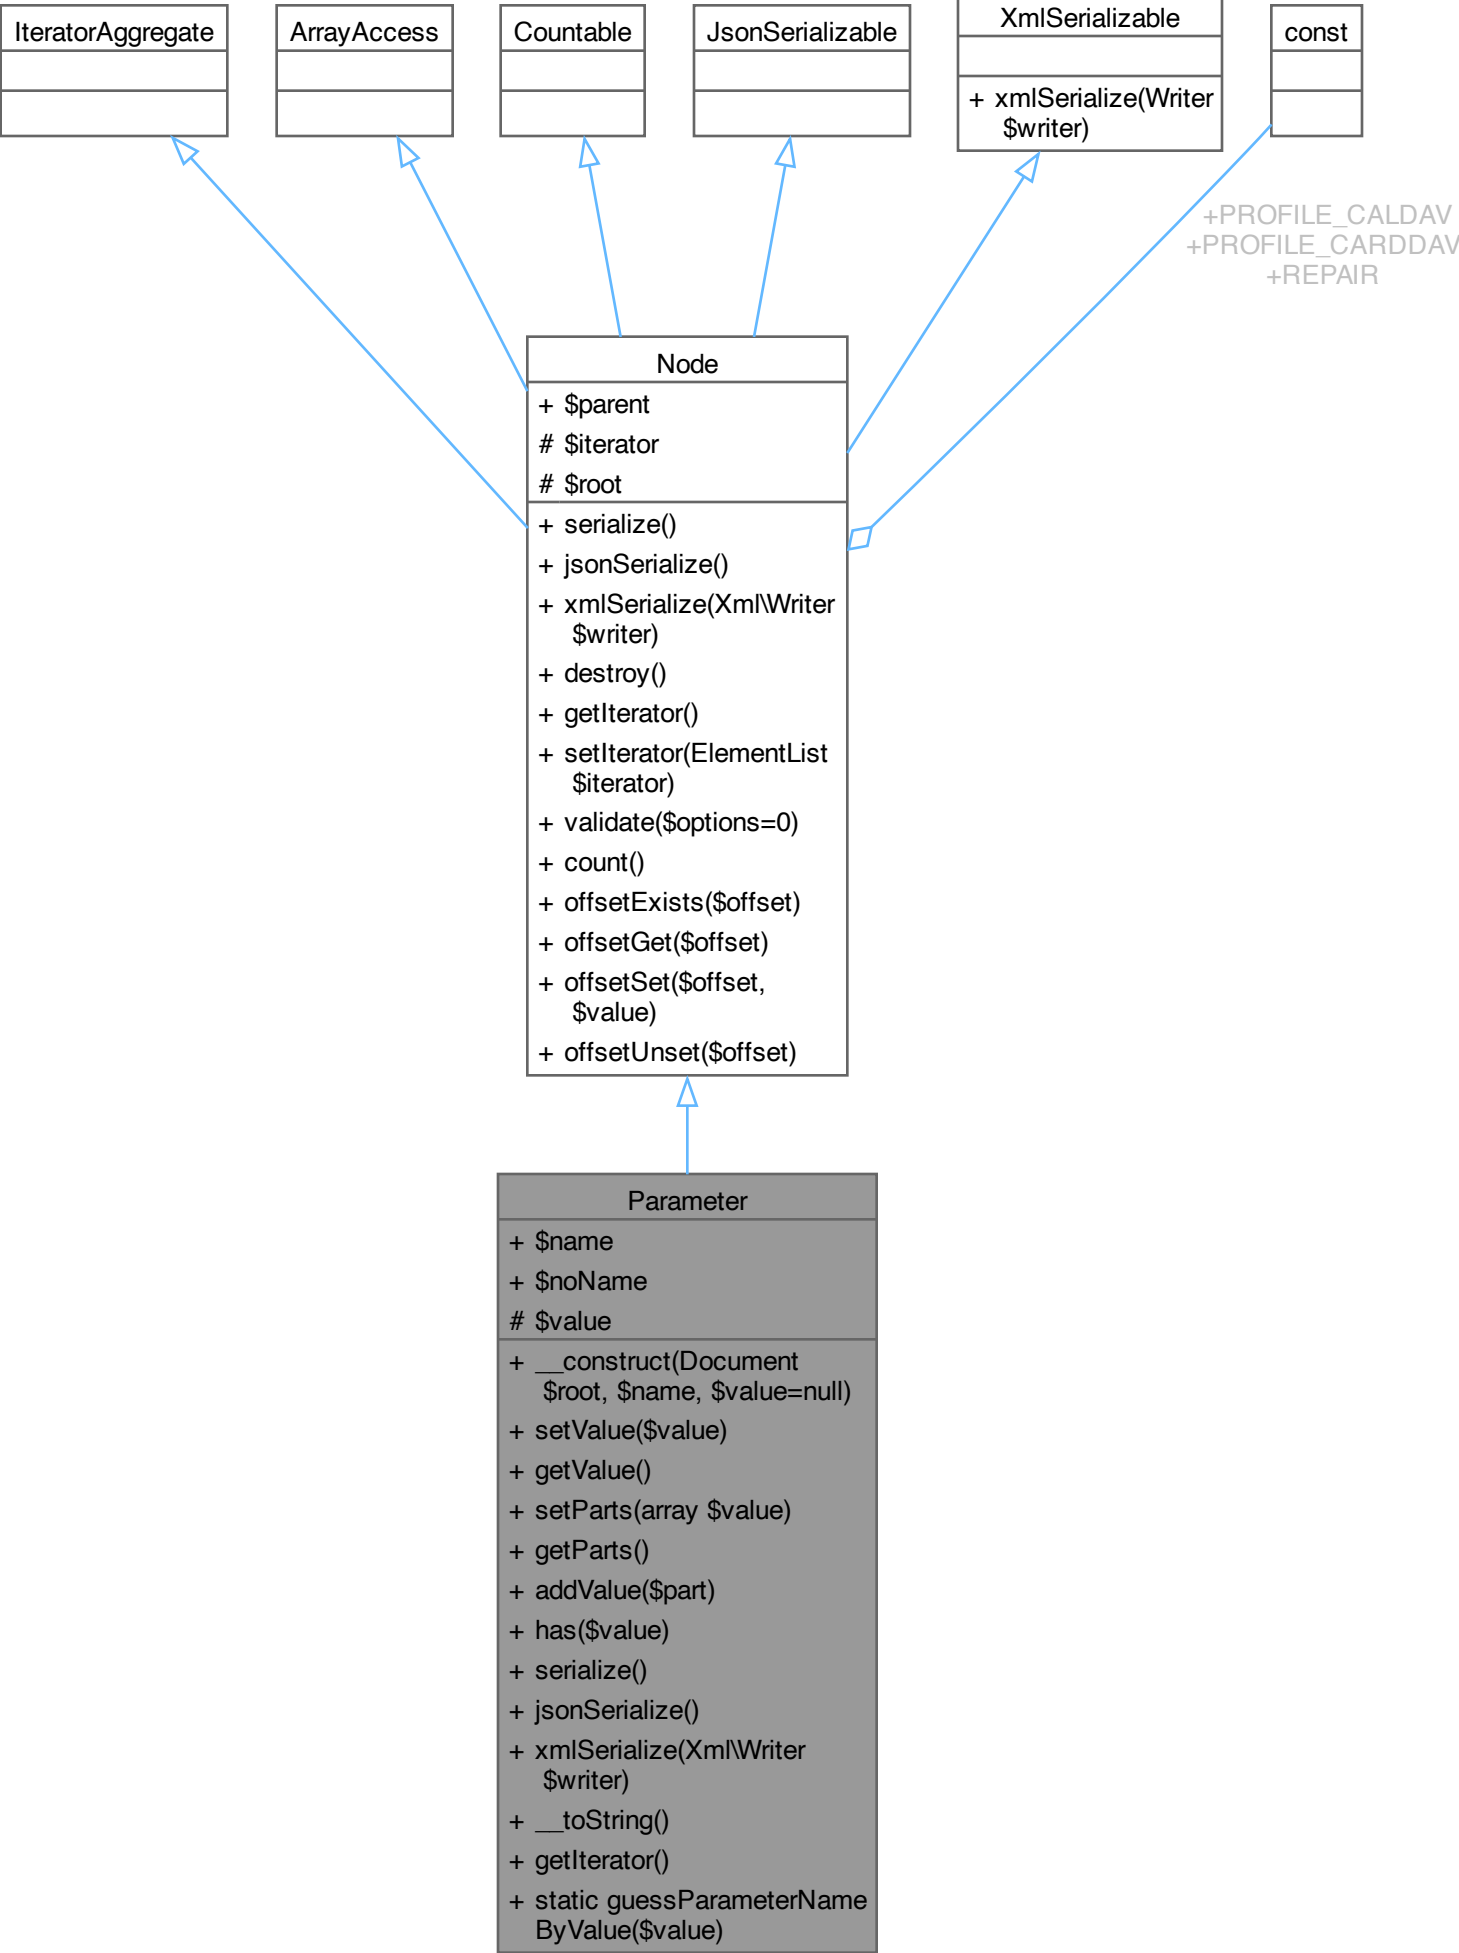 IteratorAggregate
ArrayAccess
Countable
JsonSerializable
XmlSerializable
+ xmlSerialize(Writer
$writer)
const
+PROFILE_CALDAV
+PROFILE_CARDDAV
+REPAIR
Node
+ $parent
# $iterator
# $root
+ serialize()
+ jsonSerialize()
+ xmlSerialize(Xml\Writer
$writer)
+ destroy()
+ getIterator()
+ setIterator(ElementList
$iterator)
+ validate($options=0)
+ count()
+ offsetExists($offset)
+ offsetGet($offset)
+ offsetSet($offset,
$value)
+ offsetUnset($offset)
Parameter
+ $name
+ $noName
# $value
+ __construct(Document
$root, $name, $value=null)
+ setValue($value)
+ getValue()
+ setParts(array $value)
+ getParts()
+ addValue($part)
+ has($value)
+ serialize()
+ jsonSerialize()
+ xmlSerialize(Xml\Writer
$writer)
+ __toString()
+ getIterator()
+ static guessParameterName
ByValue($value)